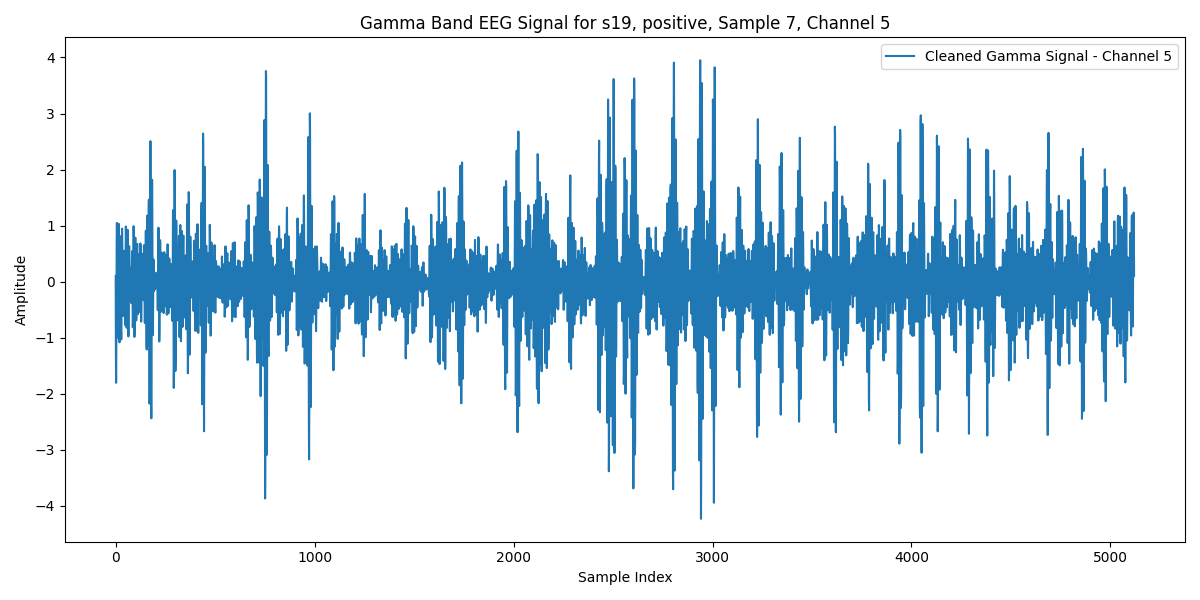 Gamma Band EEG Signal for s19, positive, Sample 7, Channel 5
Cleaned Gamma Signal - Channel 5
Amplitude
4
3
2
1
0
−1
−2
−3
−4
0 1000 2000 3000 4000 5000
Sample Index